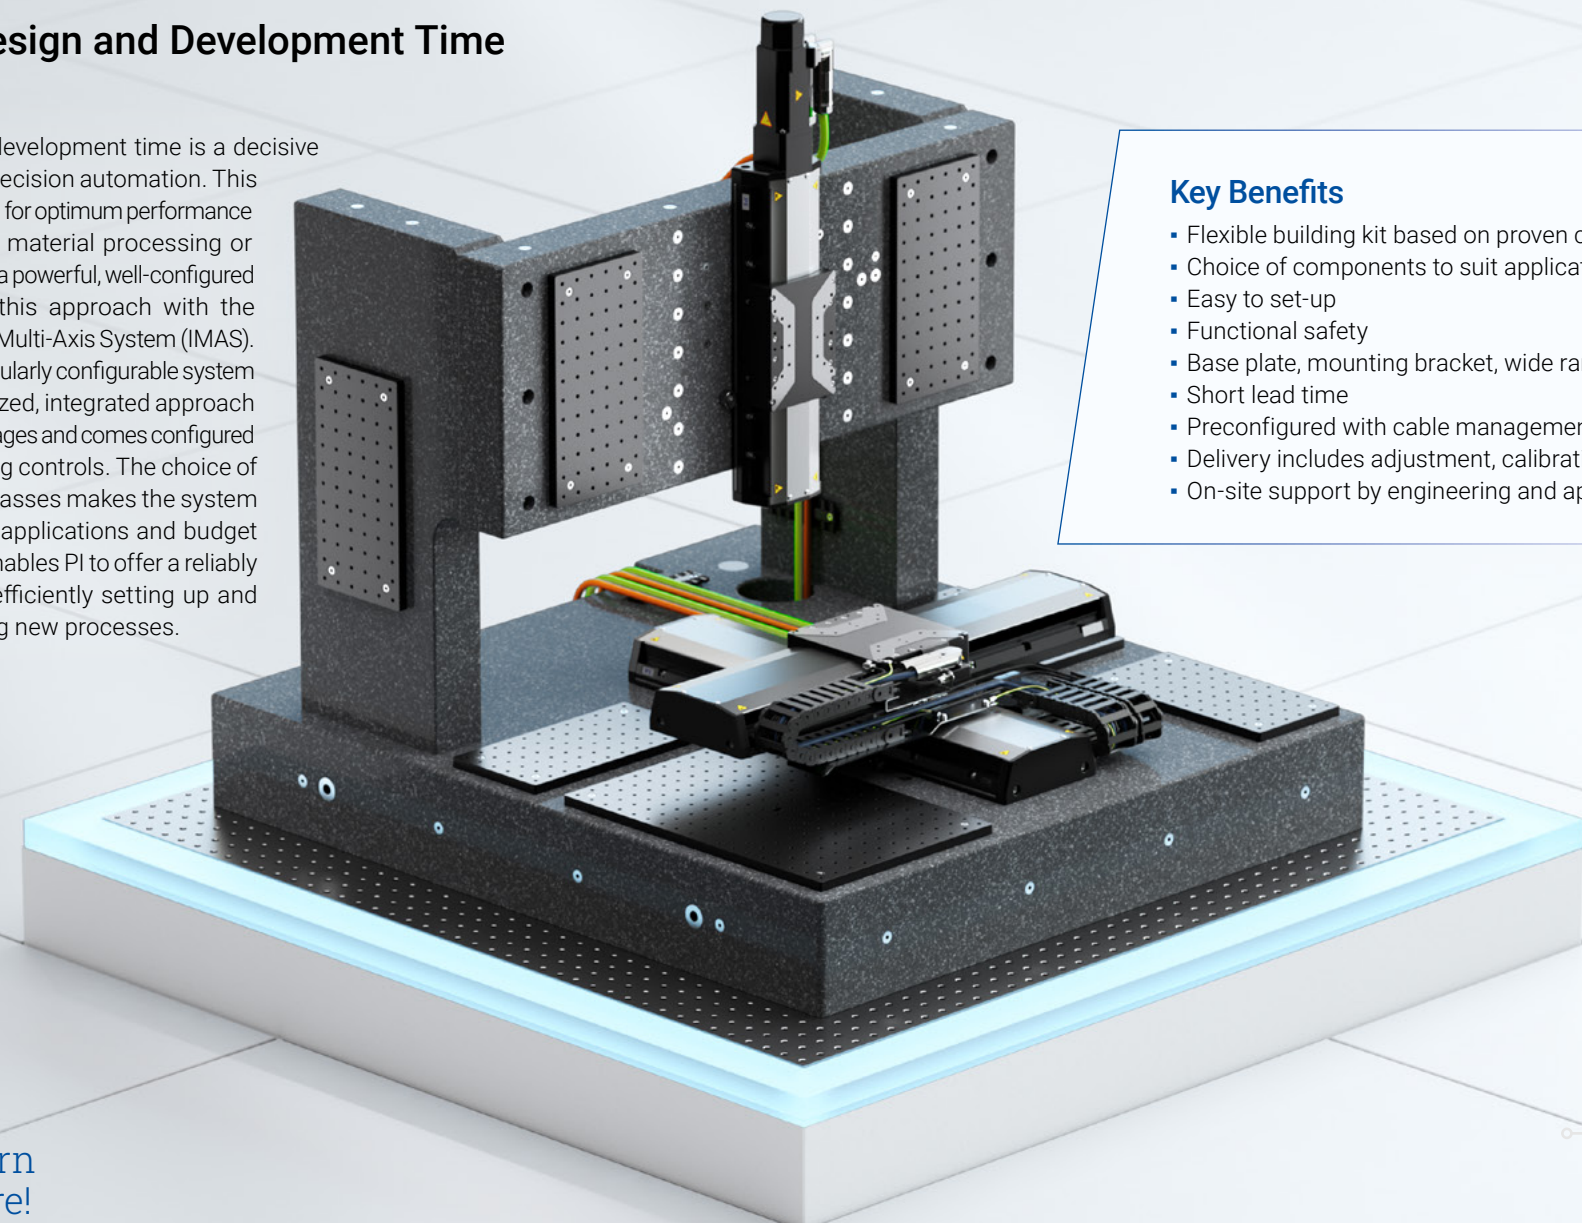 esign and Development Time
development time is a decisive
ecision automation. This
for optimum performance
material processing or
a powerful, well-configured
this approach with the
Multi-Axis System (IMAS).
ularly configurable system
zed, integrated approach
ages and comes configured
g controls. The choice of
asses makes the system
applications and budget
nables PI to offer a reliably
efficiently setting up and
g new processes.
Key Benefits
▪ Flexible building kit based on proven c
▪ Choice of components to suit applicat
▪ Easy to set-up
▪ Functional safety
▪ Base plate, mounting bracket, wide ra
▪ Short lead time
▪ Preconfigured with cable managemen
▪ Delivery includes adjustment, calibrat
▪ On-site support by engineering and ap
rn
re!